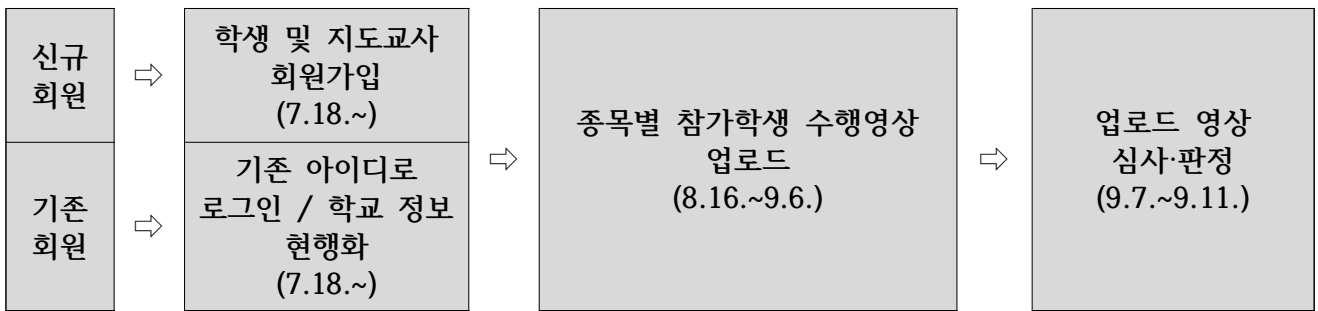 신규
회원
⇨
학생 및 지도교사
회원가입
(7.18.~)
기존
회원
⇨
기존 아이디로
로그인 / 학교 정보
현행화
(7.18.~)
⇨
종목별 참가학생 수행영상
업로드
(8.16.~9.6.)
⇨
업로드 영상
심사·판정
(9.7.~9.11.)